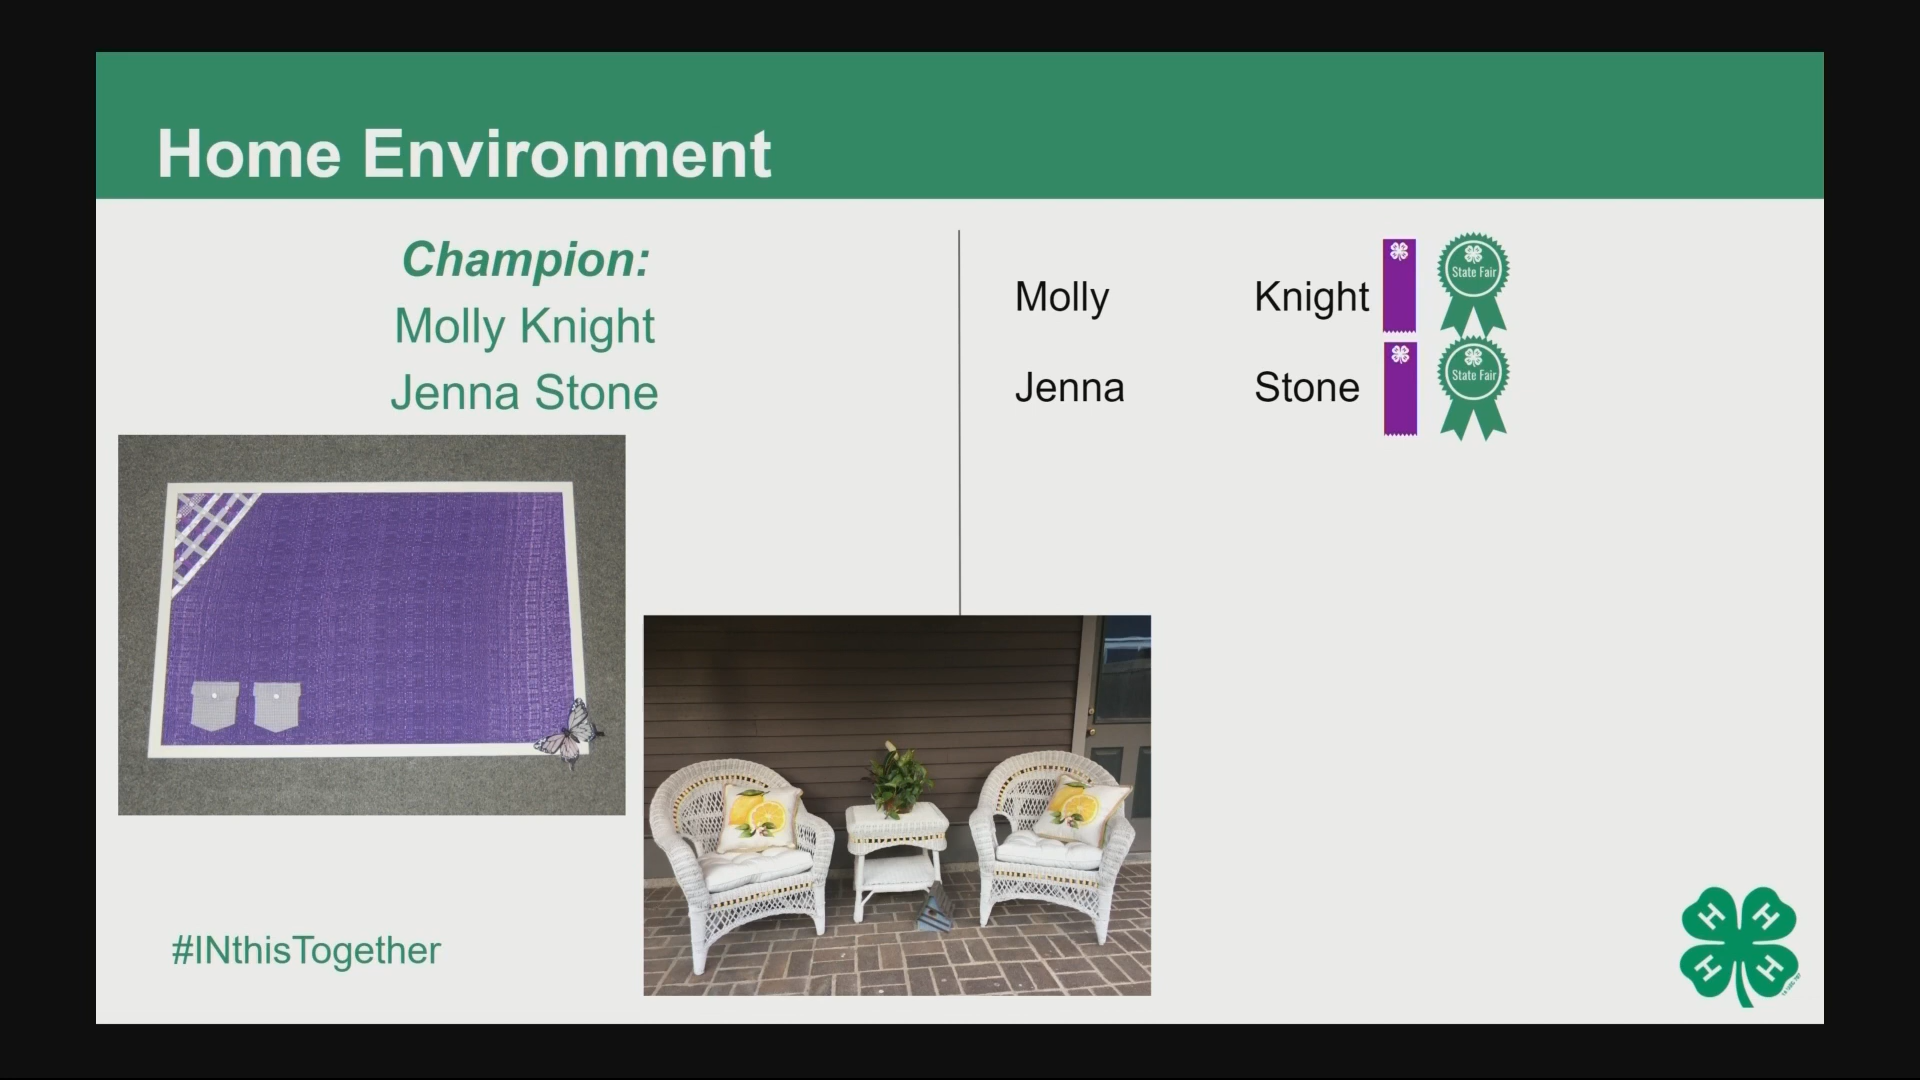 Home Environment
Champion:
Molly Knight
Jenna Stone
Molly Knight
State Fair
Jenna Stone
State Fair
#INthisTogether
H H
H H